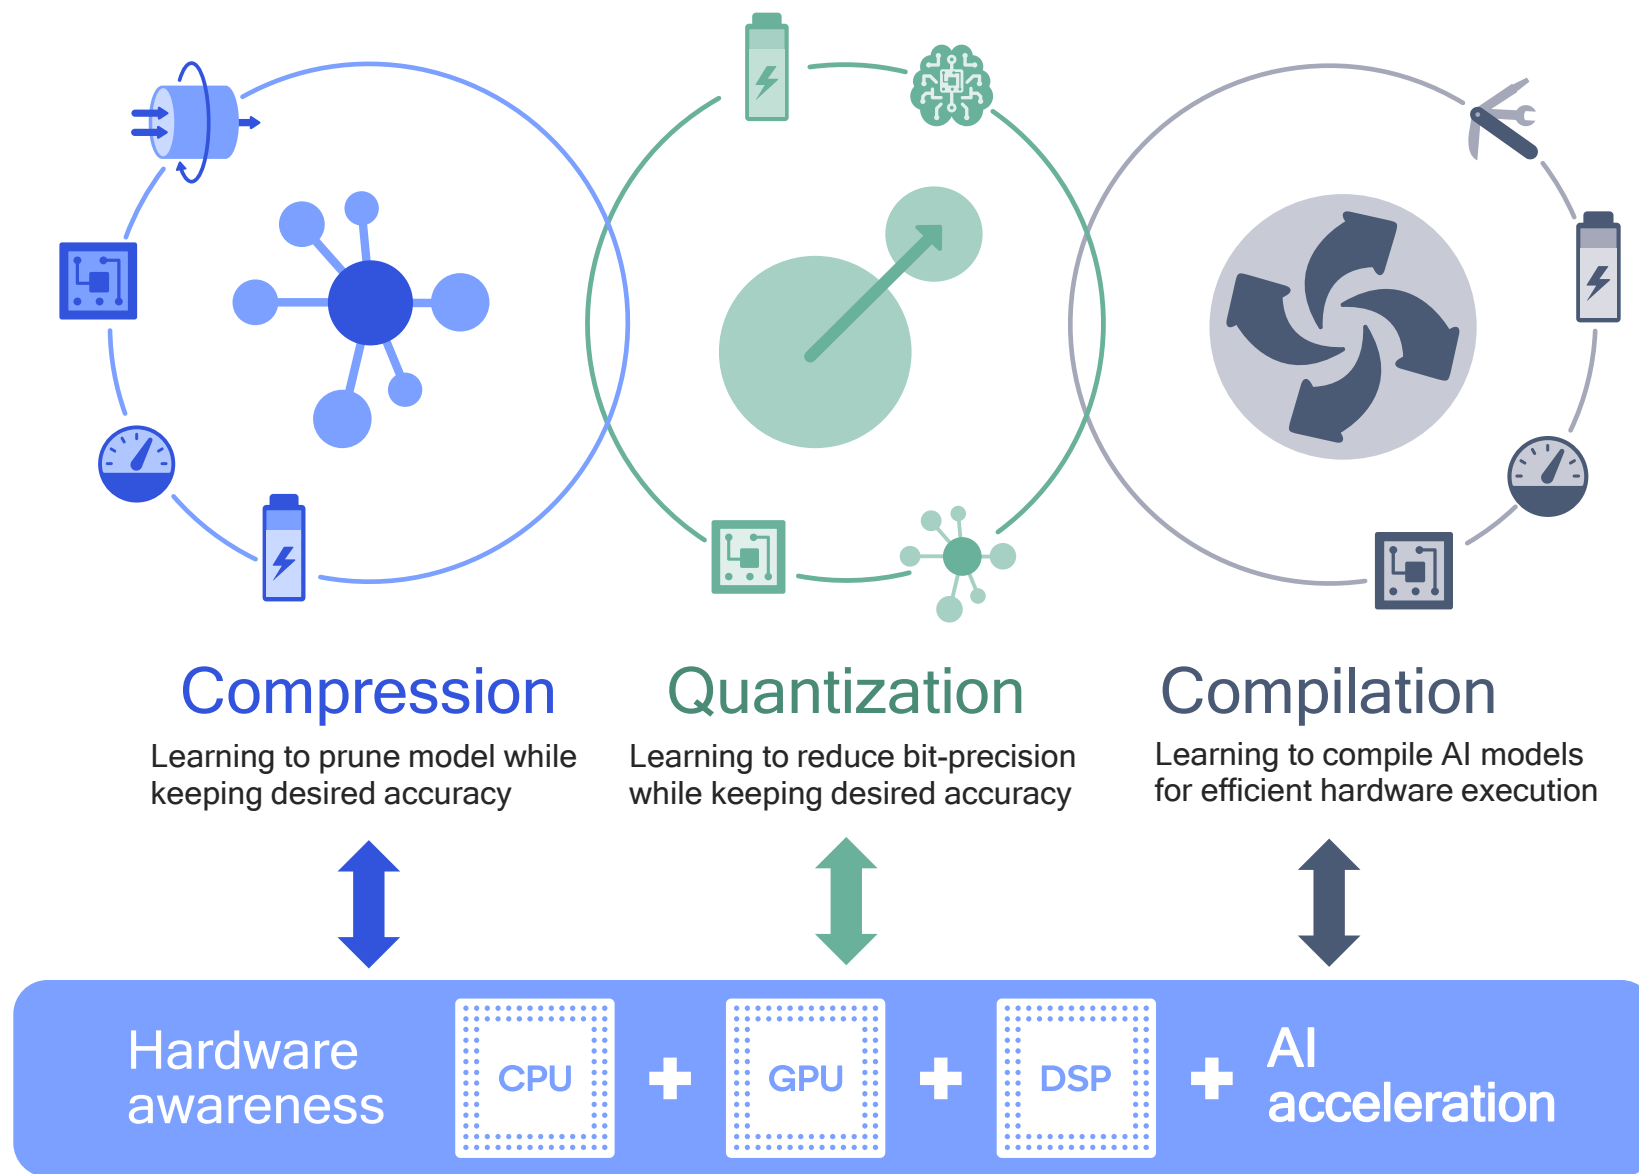 Compression
Learning to prune model while
keeping desired accuracy
Quantization
Learning to reduce bit-precision
while keeping desired accuracy
Compilation
Learning to compile AI models
for efficient hardware execution
Hardware
awareness
CPU
GPU
DSP
AI
acceleration